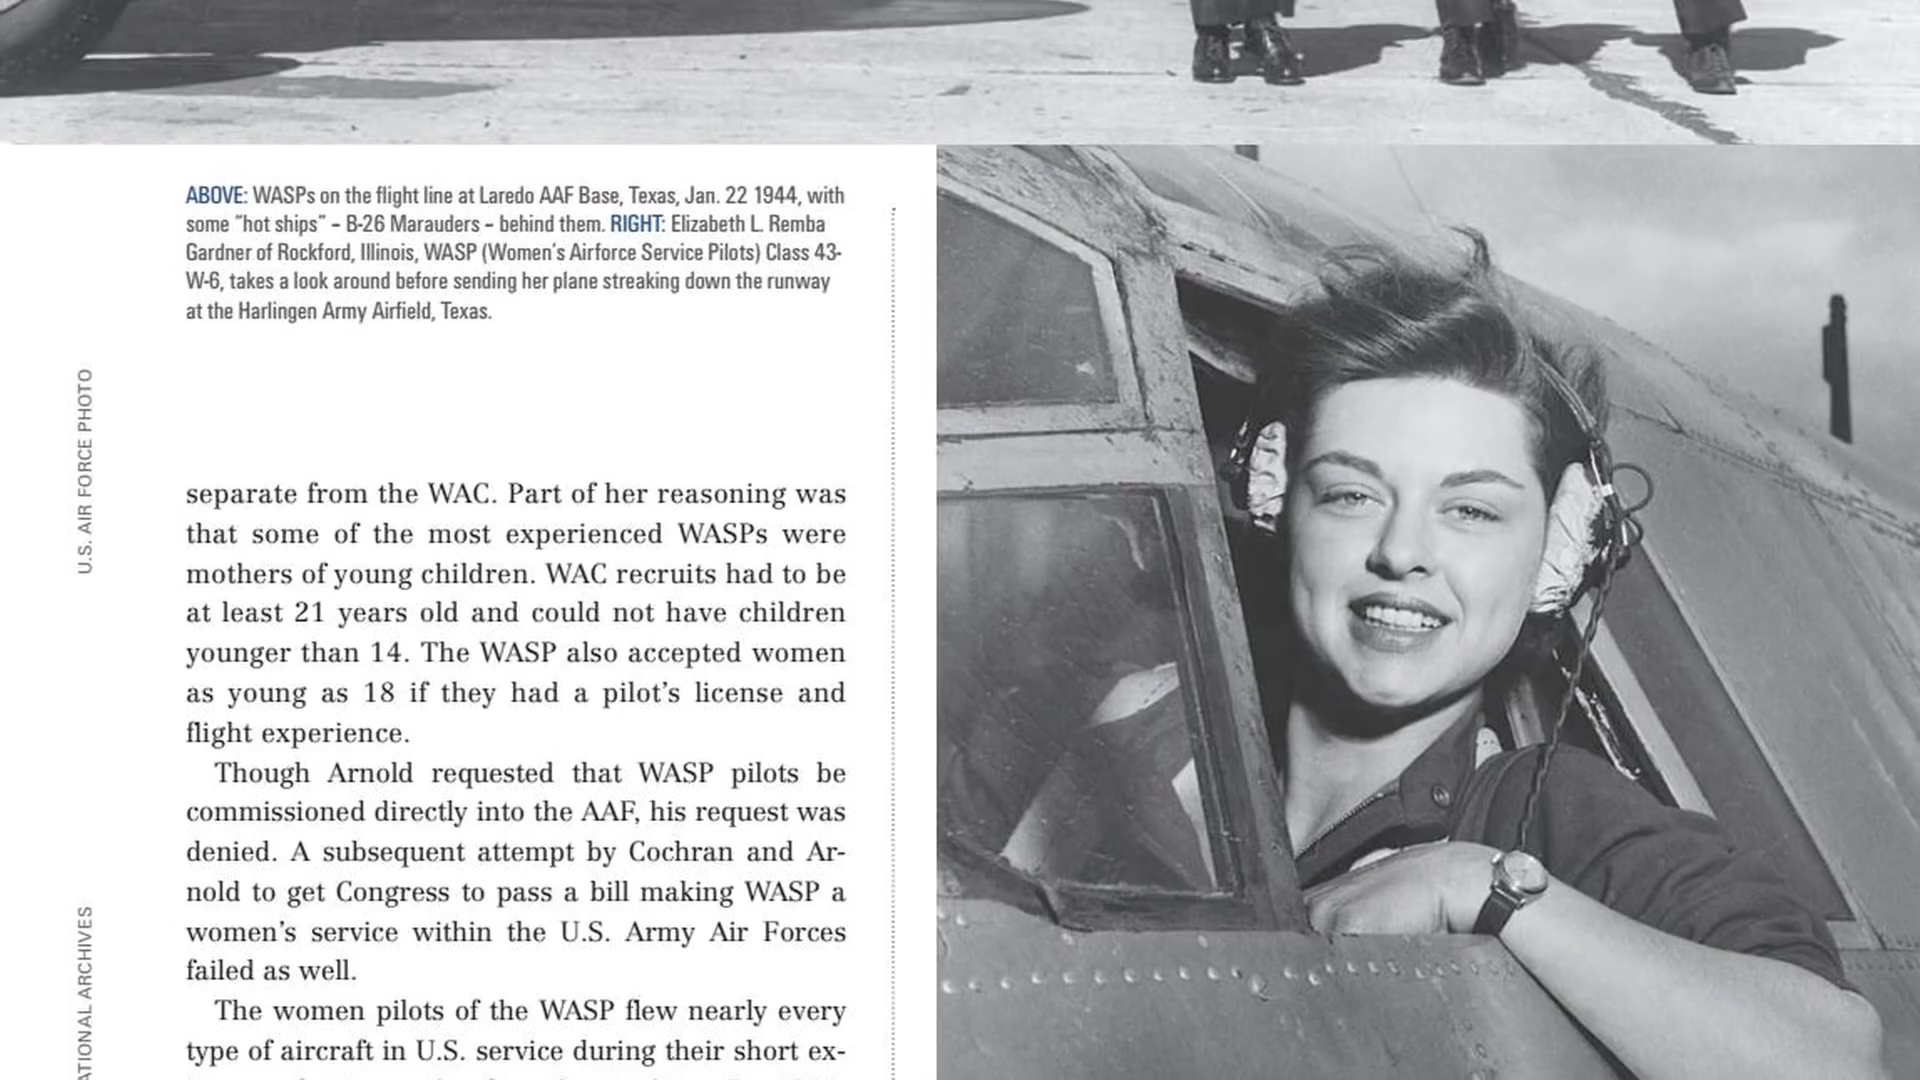 ABOVE: WASPs on the flight line at Laredo AAF Base, Texas, Jan. 22 1944, with
some "hot ships" – B-26 Marauders – behind them. RIGHT: Elizabeth L. Remba
Gardner of Rockford, Illinois, WASP (Women's Airforce Service Pilots) Class 43-
W-6, takes a look around before sending her plane streaking down the runway
at the Harlingen Army Airfield, Texas.
U.S. AIR FORCE PHOTO
separate from the WAC. Part of her reasoning was
that some of the most experienced WASPs were
mothers of young children. WAC recruits had to be
at least 21 years old and could not have children
younger than 14. The WASP also accepted women
as young as 18 if they had a pilot's license and
flight experience.
Though Arnold requested that WASP pilots be
commissioned directly into the AAF, his request was
denied. A subsequent attempt by Cochran and Ar-
nold to get Congress to pass a bill making WASP a
women's service within the U.S. Army Air Forces
failed as well.
The women pilots of the WASP flew nearly every
type of aircraft in U.S. service during their short ex-
ATIONAL ARCHIVES